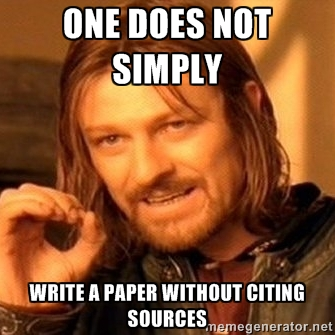 ONE DOES NOT
SIMPLY
WRITE A PAPER WITHOUT CITING
SOURCES
memegenerator.net